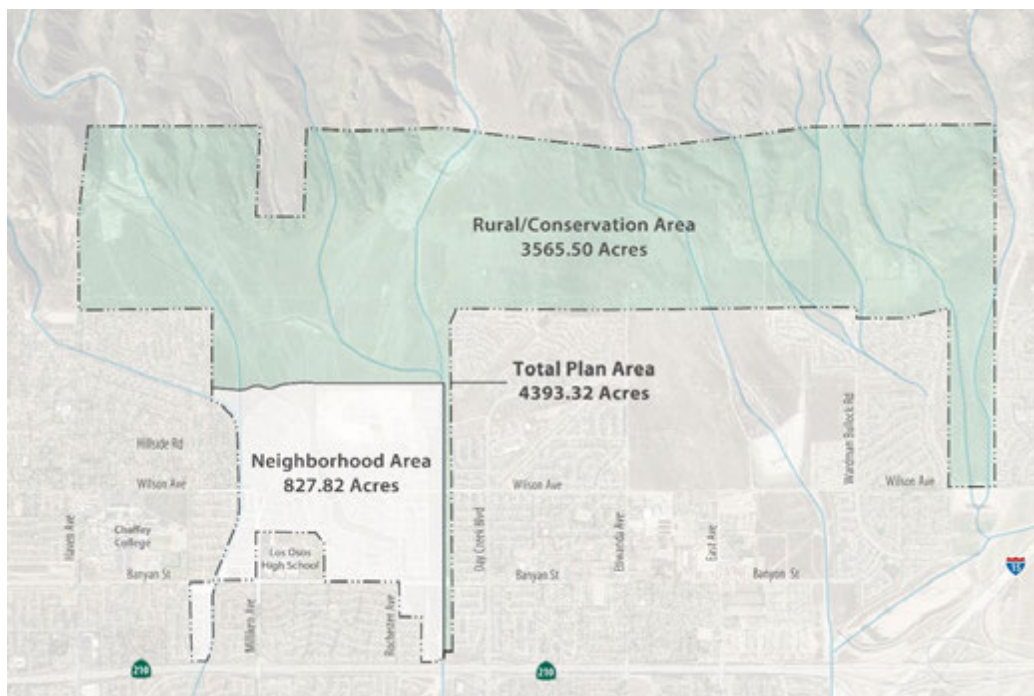 Rural/Conservation Area
3565.50 Acres
Total Plan Area
4393.32 Acres
Neighborhood Area
827.82 Acres
Hillside Rd
Wilson Ave
Wilson Ave
Wilson Ave
Wardman Bullock Rd
Haven Ave
Chaffey
College
Los Osos
High School
Day Creek Blvd
Etiwanda Ave
East Ave
Banyan St
Banyan St
Banyon St
Milliken Ave
Rochester Ave
15
210
210